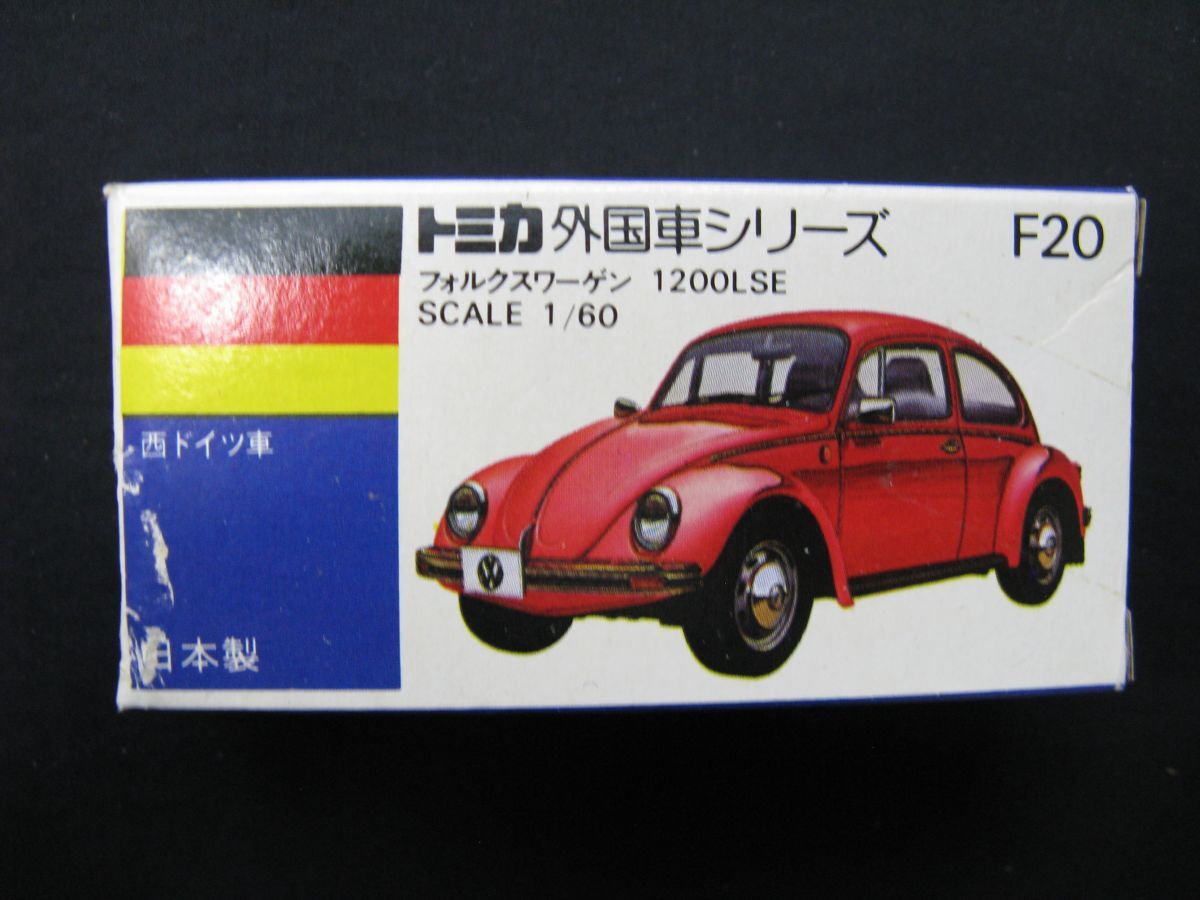 トミカ 外国車シリーズ F20
フォルクスワーゲン 1200LSE
SCALE 1/60
西ドイツ車
日本製